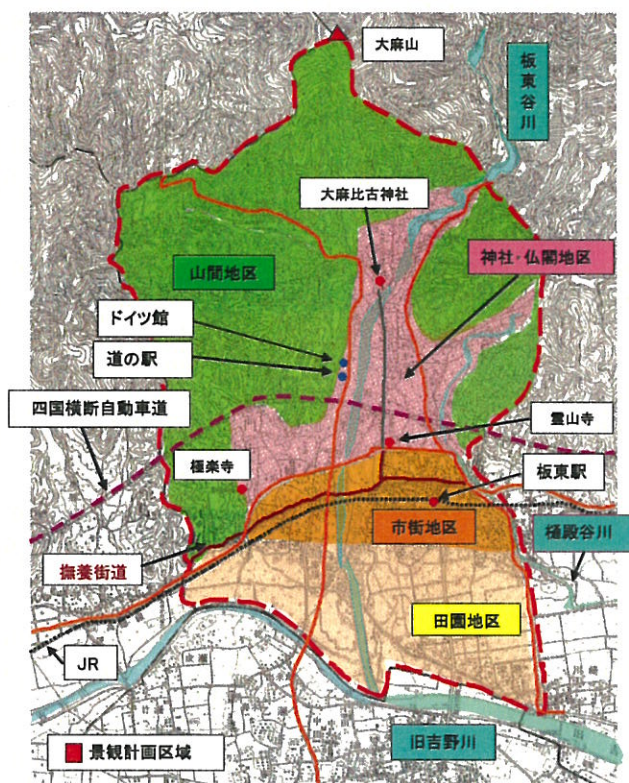 大麻山
板東谷川
大麻比古神社
山間地区
神社・仏閣地区
ドイツ館
道の駅
四国横断自動車道
霊山寺
極楽寺
板東駅
市街地区
樋殿谷川
撫養街道
田園地区
JR
旧吉野川
景観計画区域